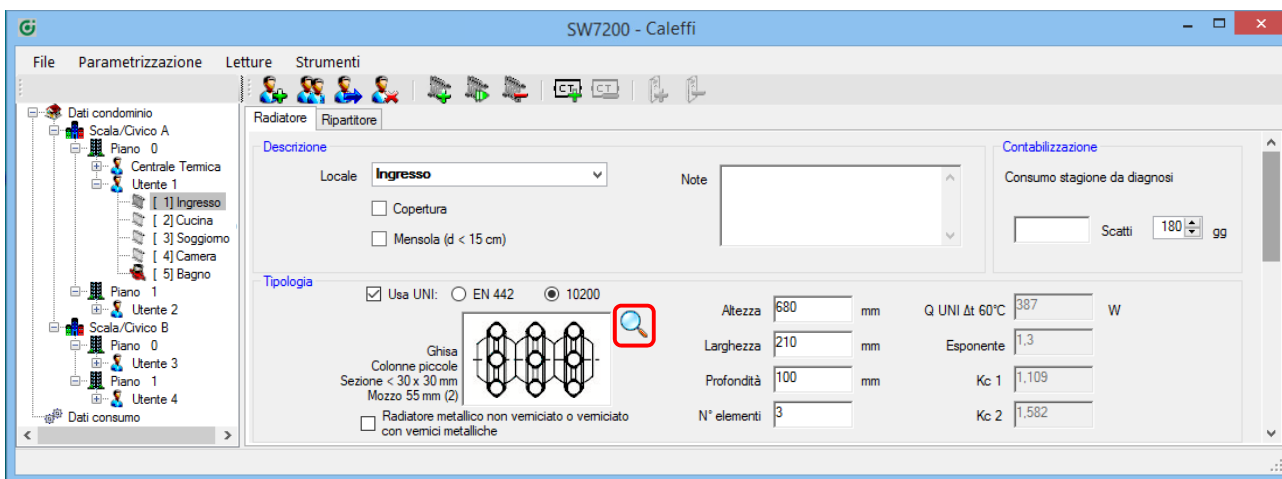 SW7200 - Caleffi
File Parametrizzazione Letture Strumenti
CT CT
Dati condominio
Scala/Civico A
Piano 0
Centrale Termica
Utente 1
[ 1] Ingresso
[ 2] Cucina
[ 3] Soggiorno
[ 4] Camera
[ 5] Bagno
Piano 1
Utente 2
Scala/Civico B
Piano 0
Utente 3
Piano 1
Utente 4
Dati consumo
Radiatore Ripartitore
Descrizione
Locale Ingresso
Copertura
Mensola (d < 15 cm)
Note
Contabilizzazione
Consumo stagione da diagnosi
Scatti 180 gg
Tipologia
Usa UNI: EN 442 10200
Ghisa
Colonne piccole
Sezione < 30 x 30 mm
Mozzo 55 mm (2)
Radiatore metallico non verniciato o verniciato
con vernici metalliche
Altezza 680 mm
Larghezza 210 mm
Profondità 100 mm
N° elementi 3
Q UNI Δt 60°C 387 W
Esponente 1,3
Kc 1 1,109
Kc 2 1,582